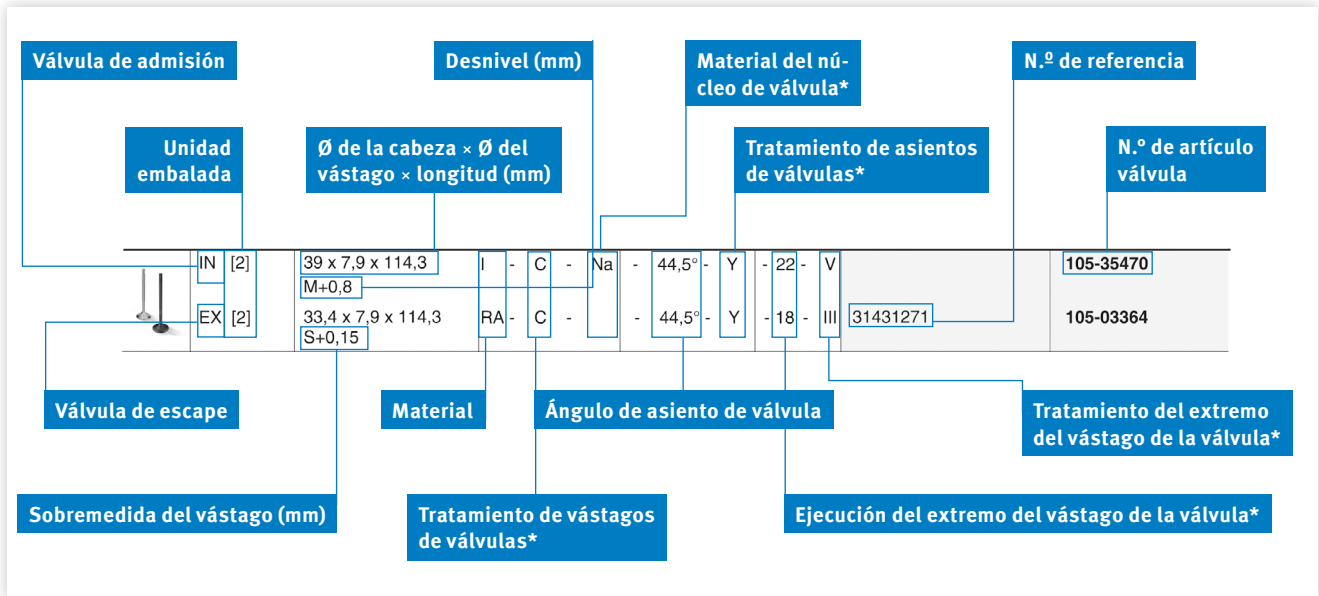 Válvula de admisión
Desnivel (mm)
Material del nú-
cleo de válvula*
N.º de referencia
Unidad
embalada
Ø de la cabeza × Ø del
vástago × longitud (mm)
Tratamiento de asientos
de válvulas*
N.° de artículo
válvula
IN [2] 39 x 7,9 x 114,3 I - C - Na - 44,5° - Y - 22 - V 105-35470
M+0,8
EX [2] 33,4 x 7,9 x 114,3 RA - C - - 44,5° - Y - 18 - III 31431271 105-03364
S+0,15
Válvula de escape
Material
Ángulo de asiento de válvula
Tratamiento del extremo
del vástago de la válvula*
Sobremedida del vástago (mm)
Tratamiento de vástagos
de válvulas*
Ejecución del extremo del vástago de la válvula*